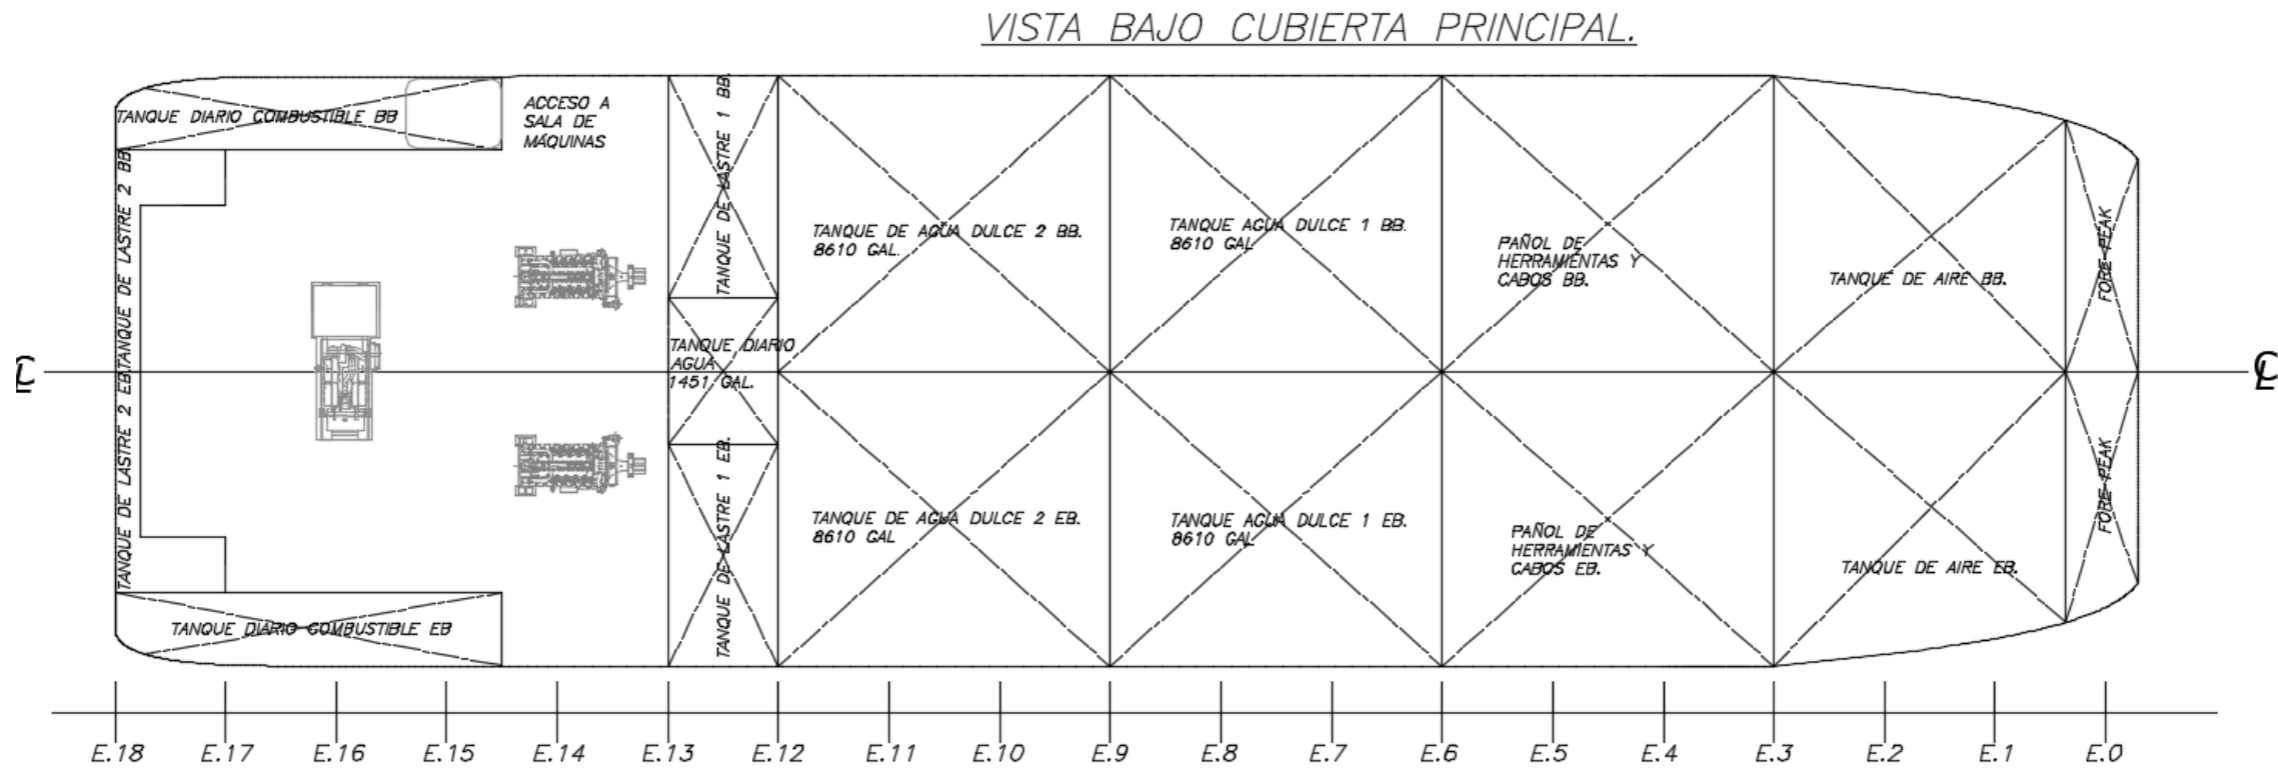 VISTA BAJO CUBIERTA PRINCIPAL.
TANQUE DIARIO COMBUSTIBLE BB
ACCESO A
SALA DE
MÁQUINAS
TANQUE DE LASTRE 2 BB.
TANQUE DE LASTRE 2 EB.
TANQUE DE LASTRE 1 BB.
TANQUE DIARIO
AGUA
1451 GAL.
TANQUE DE LASTRE 1 EB.
TANQUE DIARIO COMBUSTIBLE EB
TANQUE DE AGUA DULCE 2 BB.
8610 GAL.
TANQUE AGUA DULCE 1 BB.
8610 GAL
PAÑOL DE
HERRAMIENTAS Y
CABOS BB.
TANQUE DE AIRE BB.
FORE-PEAK
℄
℄
TANQUE DE AGUA DULCE 2 EB.
8610 GAL
TANQUE AGUA DULCE 1 EB.
8610 GAL
PAÑOL DE
HERRAMIENTAS Y
CABOS EB.
TANQUE DE AIRE EB.
FORE-PEAK
E.18 E.17 E.16 E.15 E.14 E.13 E.12 E.11 E.10 E.9 E.8 E.7 E.6 E.5 E.4 E.3 E.2 E.1 E.0